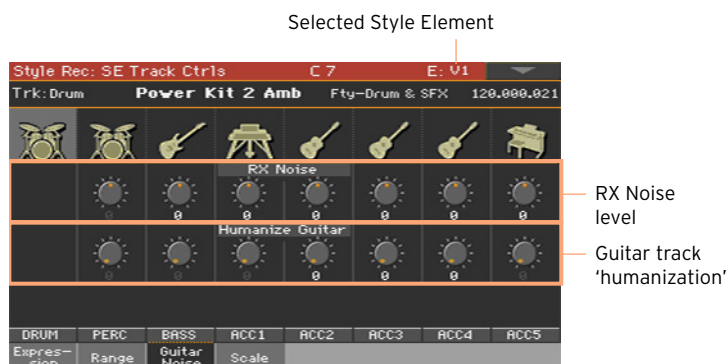 Selected Style Element
Style Rec: SE Track Ctrls C 7 E: V1
Trk:Drum Power Kit 2 Amb Fty-Drum & SFX 120.000.021
RX Noise
0 0 0 0 0 0 0
RX Noise
level
Humanize Guitar
0 0 0 0 0 0 0
Guitar track
'humanization'
DRUM PERC BASS ACC1 ACC2 ACC3 ACC4 ACC5
Expres-
sion Range Guitar
Noise Scale